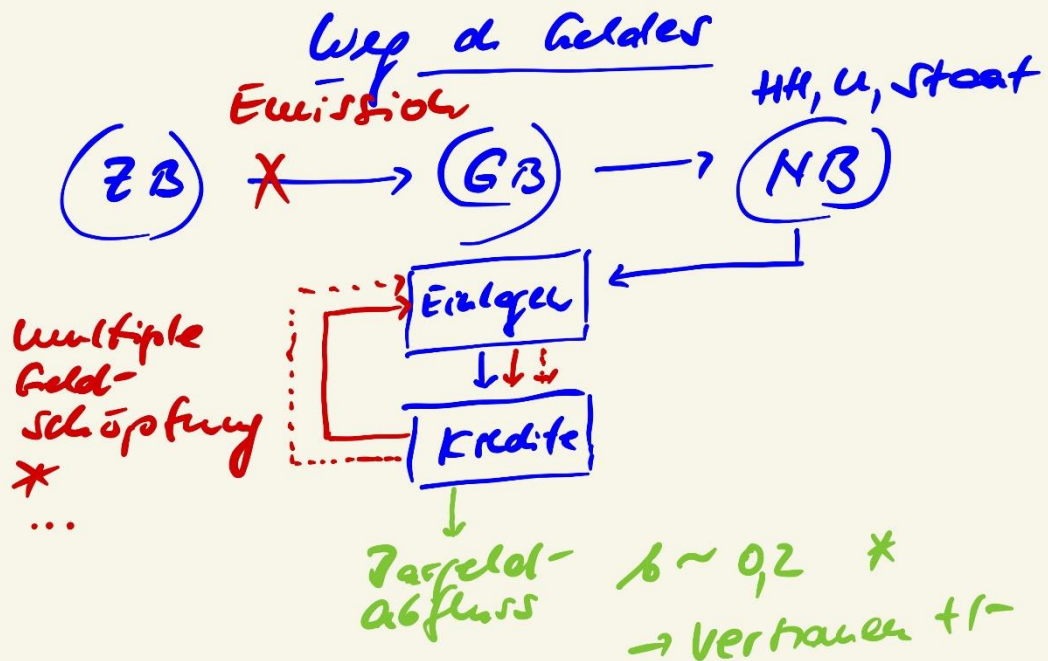 Weg d. Geldes
Emission
HH, U, Staat
ZB
GB
NB
Einlagen
multiple
Geld-
schöpfung
*
...
Kredite
Bargeld-
abfluss
b ~ 0,2 *
→ Vertrauen +/-